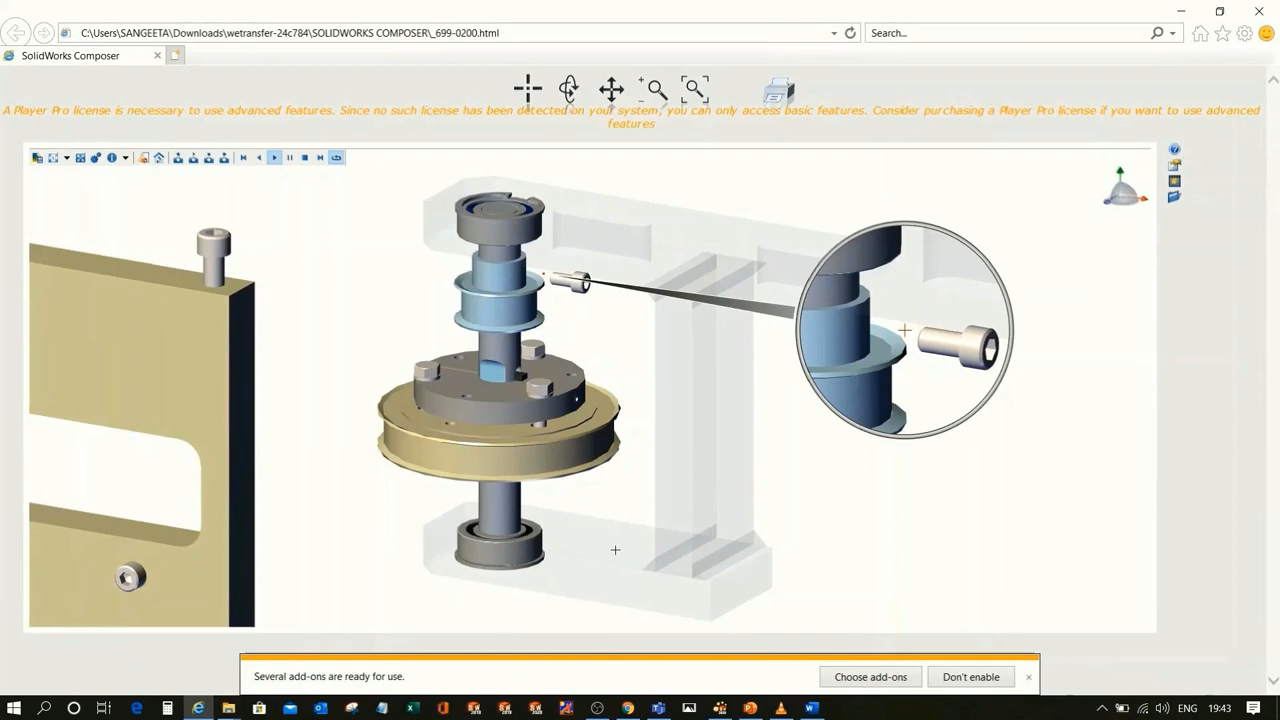 C:\Users\SANGEETA\Downloads\wetransfer-24c784\SOLIDWORKS COMPOSER\_699-0200.html
Search...
SolidWorks Composer
A Player Pro license is necessary to use advanced features. Since no such license has been detected on your system, you can only access basic features. Consider purchasing a Player Pro license if you want to use advanced
features
Several add-ons are ready for use.
Choose add-ons
Don't enable
ENG
19:43